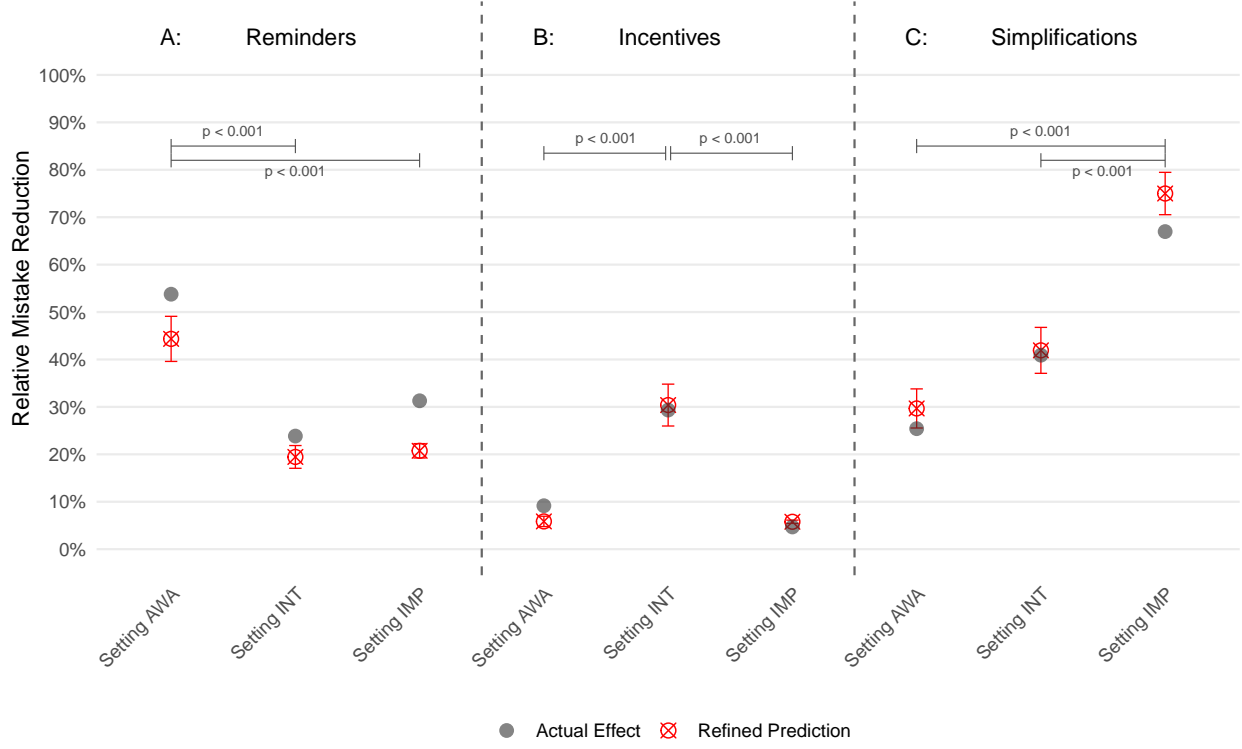 A: Reminders
B: Incentives
C: Simplifications
Relative Mistake Reduction
100%
90%
80%
70%
60%
50%
40%
30%
20%
10%
0%
p < 0.001
p < 0.001
p < 0.001
p < 0.001
p < 0.001
p < 0.001
Setting AWA
Setting INT
Setting IMP
Setting AWA
Setting INT
Setting IMP
Setting AWA
Setting INT
Setting IMP
Actual Effect
Refined Prediction